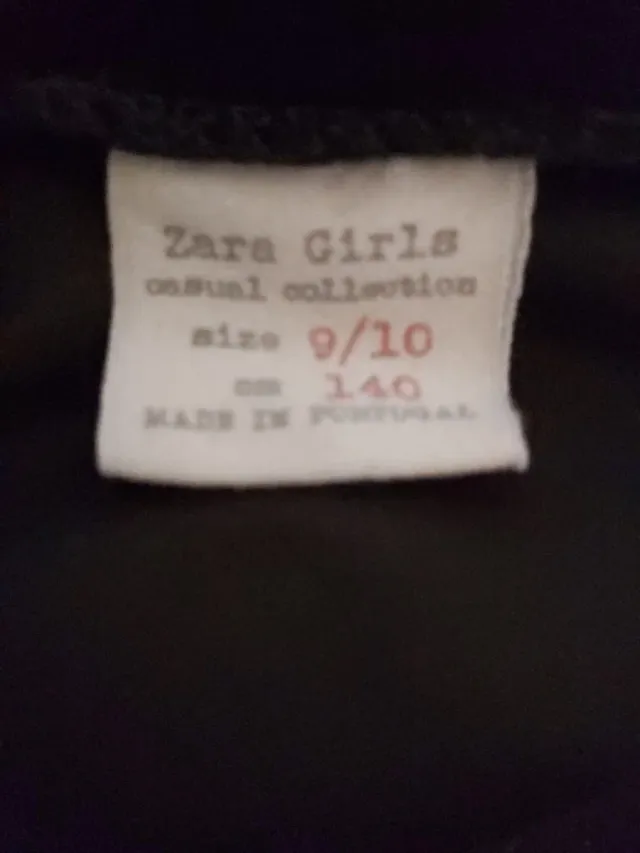 Zara Girls
casual collection
size 9/10
cm 140
MADE IN PORTUGAL